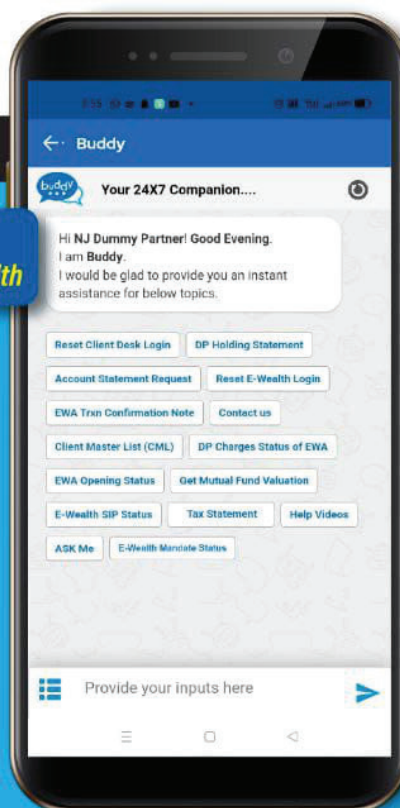 Buddy
buddy
Your 24X7 Companion....
ith
Hi NJ Dummy Partner! Good Evening.
I am Buddy.
I would be glad to provide you an instant
assistance for below topics.
Reset Client Desk Login DP Holding Statement
Account Statement Request Reset E-Wealth Login
EWA Trxn Confirmation Note Contact us
Client Master List (CML) DP Charges Status of EWA
EWA Opening Status Get Mutual Fund Valuation
E-Wealth SIP Status Tax Statement Help Videos
ASK Me E-Wealth Mandate Status
Provide your inputs here